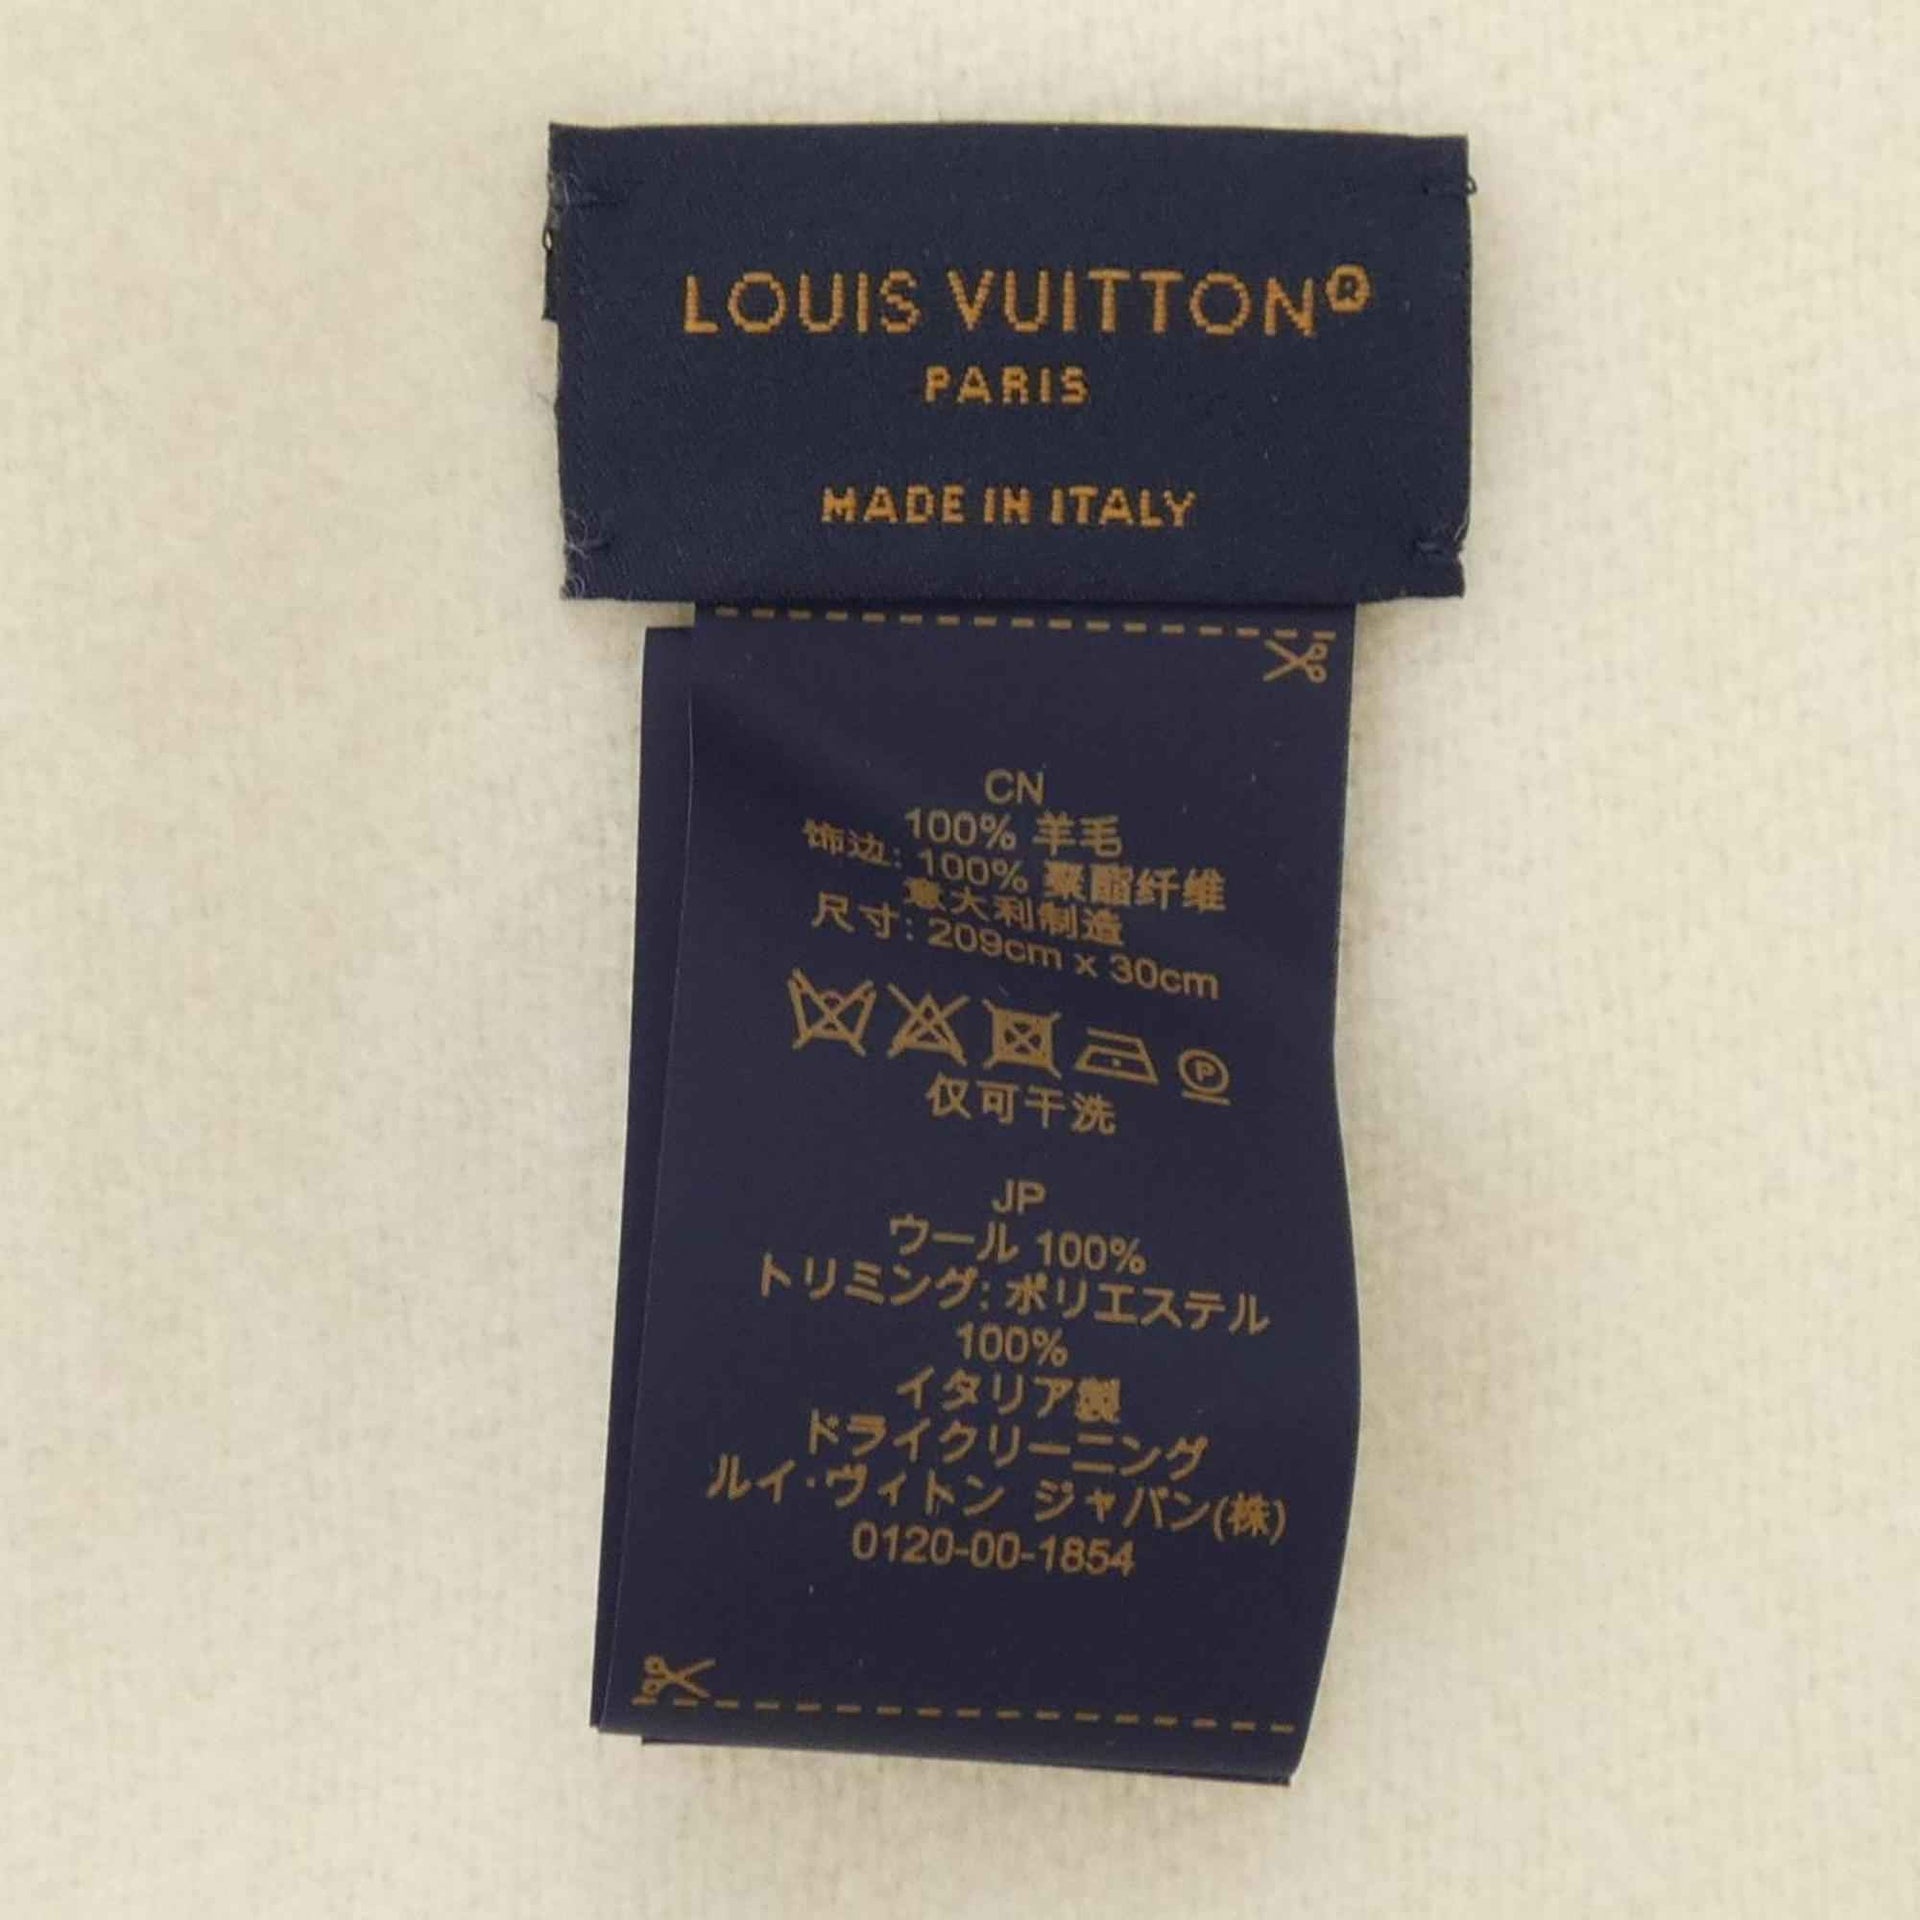 LOUIS VUITTON®
PARIS
MADE IN ITALY
CN
100% 羊毛
饰边: 100% 聚酯纤维
意大利制造
尺寸: 209cm x 30cm
P
仅可干洗
JP
ウール 100%
トリミング: ポリエステル
100%
イタリア製
ドライクリーニング
ルイ・ヴィトン ジャパン(株)
0120-00-1854